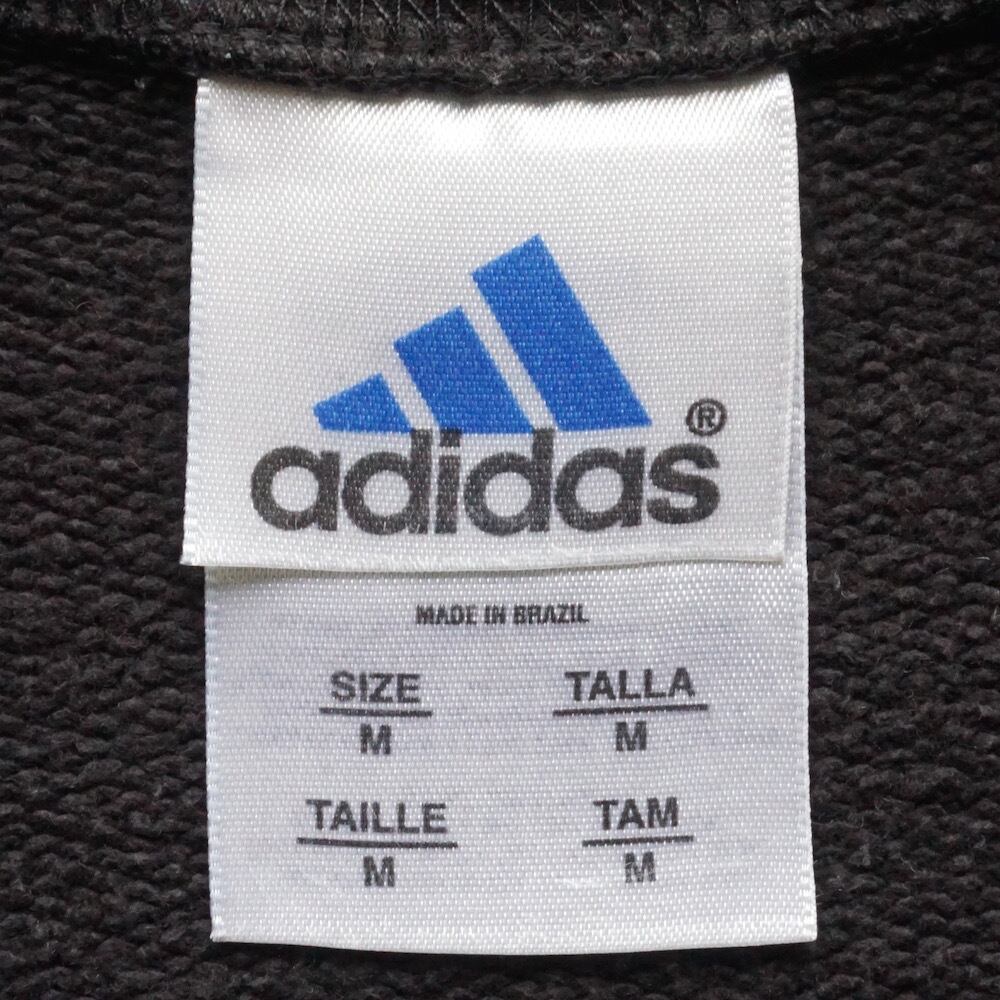 adidas®
MADE IN BRAZIL
SIZE TALLA
M M
TAILLE TAM
M M